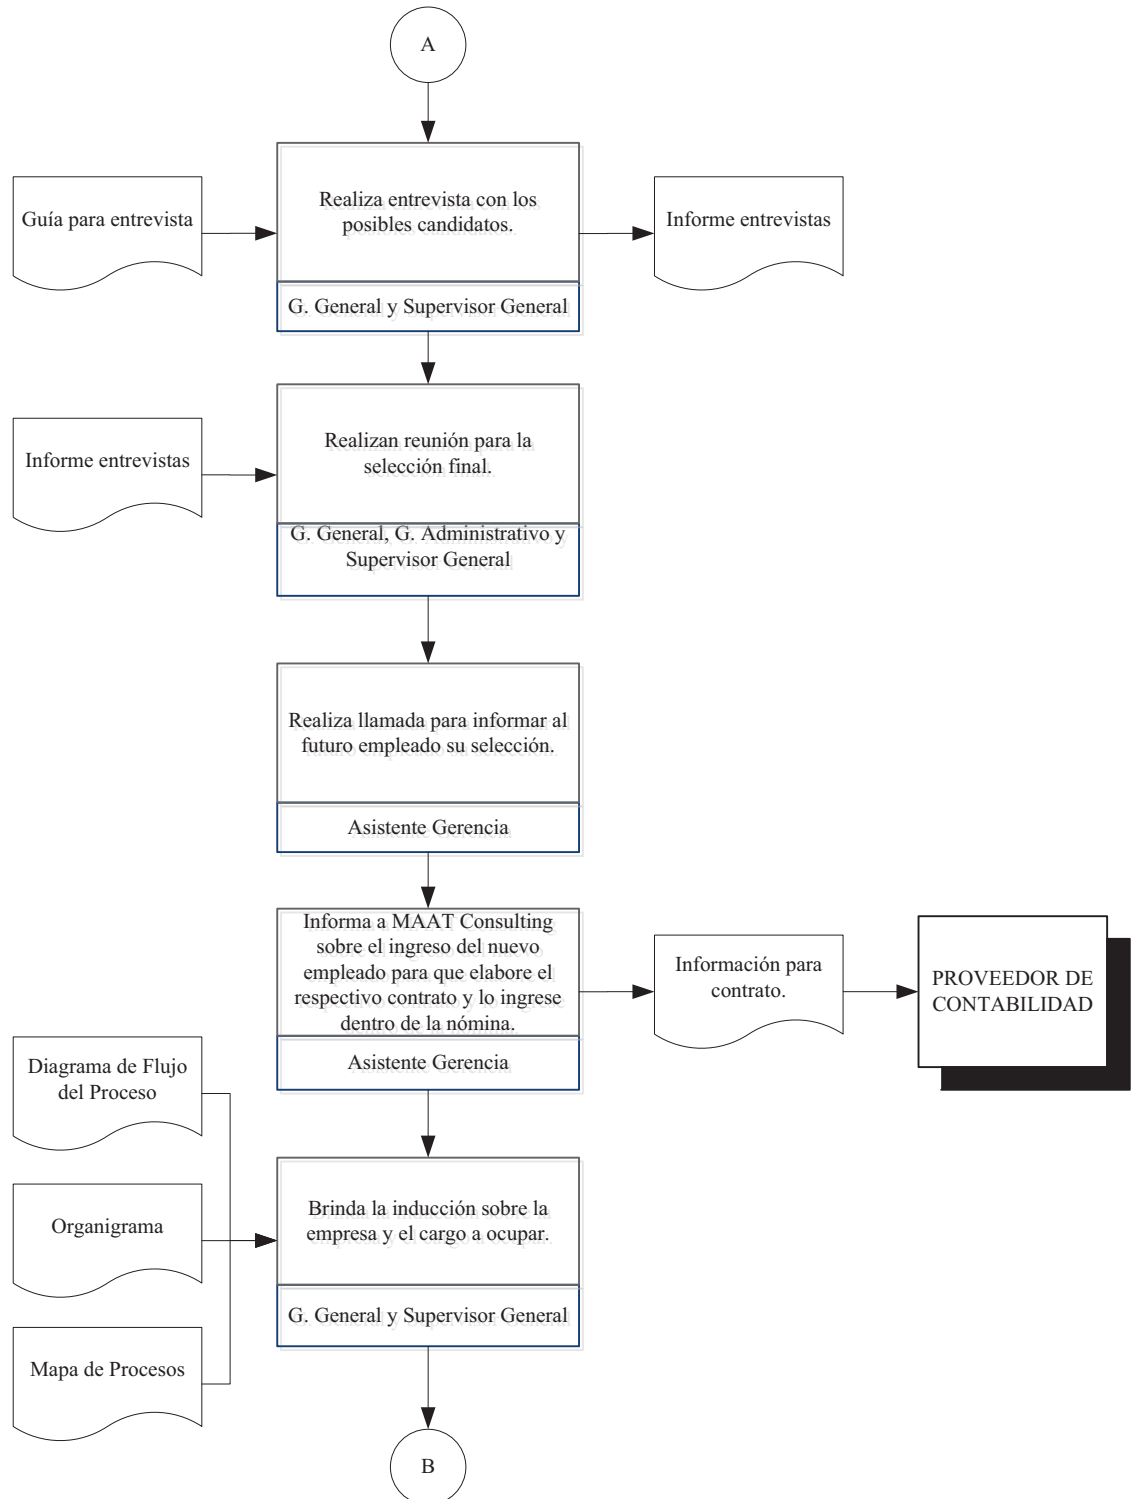 A
Guía para entrevista
Realiza entrevista con los
posibles candidatos.
G. General y Supervisor General
Informe entrevistas
Informe entrevistas
Realizan reunión para la
selección final.
G. General, G. Administrativo y
Supervisor General
Realiza llamada para informar al
futuro empleado su selección.
Asistente Gerencia
Informa a MAAT Consulting
sobre el ingreso del nuevo
empleado para que elabore el
respectivo contrato y lo ingrese
dentro de la nómina.
Asistente Gerencia
Información para
contrato.
PROVEEDOR DE
CONTABILIDAD
Diagrama de Flujo
del Proceso
Organigrama
Mapa de Procesos
Brinda la inducción sobre la
empresa y el cargo a ocupar.
G. General y Supervisor General
B